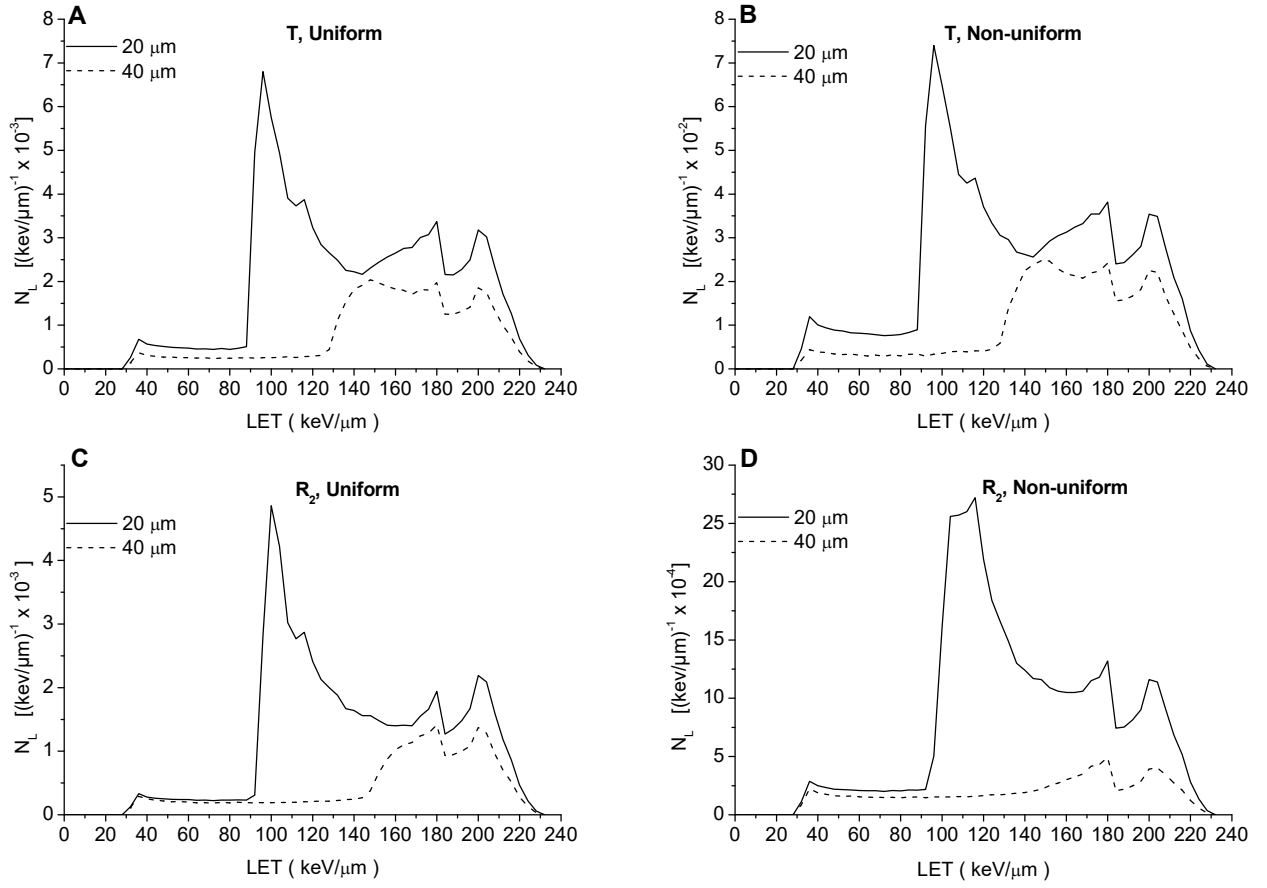 A
T, Uniform
20 μm
40 μm
8
7
6
5
4
3
2
1
0
N_L [(kev/μm)^-1 x 10^-3]
0 20 40 60 80 100 120 140 160 180 200 220 240
LET ( keV/μm )
B
T, Non-uniform
20 μm
40 μm
8
7
6
5
4
3
2
1
0
N_L [(kev/μm)^-1 x 10^-2]
0 20 40 60 80 100 120 140 160 180 200 220 240
LET ( keV/μm )
C
R_2, Uniform
20 μm
40 μm
5
4
3
2
1
0
N_L [(kev/μm)^-1 x 10^-3]
0 20 40 60 80 100 120 140 160 180 200 220 240
LET ( keV/μm )
D
R_2, Non-uniform
20 μm
40 μm
30
25
20
15
10
5
0
N_L [(kev/μm)^-1 x 10^-4]
0 20 40 60 80 100 120 140 160 180 200 220 240
LET ( keV/μm )